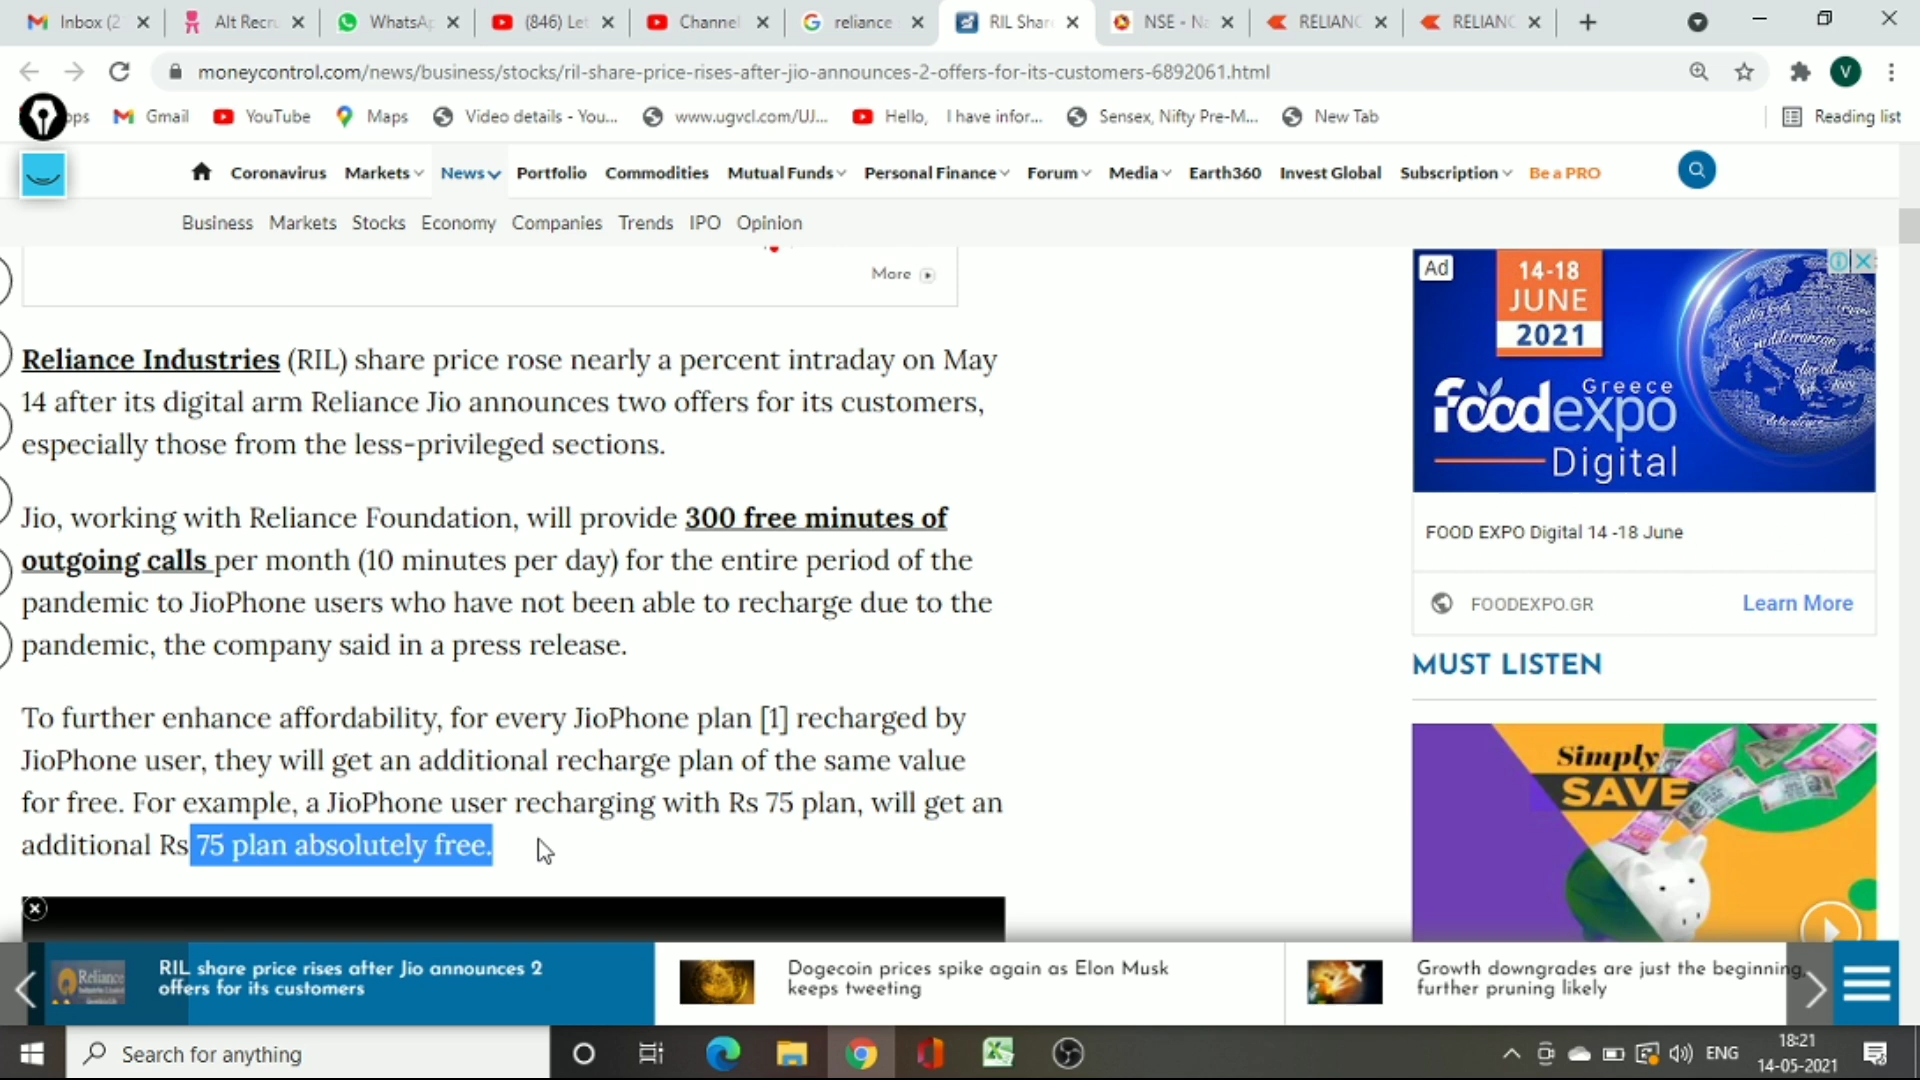 Inbox (2
Alt Recru
WhatsAp
(846) Let
Channel
reliance
RIL Shar
NSE - Na
RELIANC
RELIANC
moneycontrol.com/news/business/stocks/ril-share-price-rises-after-jio-announces-2-offers-for-its-customers-6892061.html
V
Gmail
YouTube
Maps
Video details - You...
www.ugvcl.com/UJ...
Hello, I have infor...
Sensex, Nifty Pre-M...
New Tab
Reading list
Coronavirus Markets News Portfolio Commodities Mutual Funds Personal Finance Forum Media Earth360 Invest Global Subscription Be a PRO
Business Markets Stocks Economy Companies Trends IPO Opinion
More
Reliance Industries (RIL) share price rose nearly a percent intraday on May
14 after its digital arm Reliance Jio announces two offers for its customers,
especially those from the less-privileged sections.
Jio, working with Reliance Foundation, will provide 300 free minutes of
outgoing calls per month (10 minutes per day) for the entire period of the
pandemic to JioPhone users who have not been able to recharge due to the
pandemic, the company said in a press release.
To further enhance affordability, for every JioPhone plan [1] recharged by
JioPhone user, they will get an additional recharge plan of the same value
for free. For example, a JioPhone user recharging with Rs 75 plan, will get an
additional Rs 75 plan absolutely free.
Ad
14-18
JUNE
2021
Greece
foodexpo
Digital
FOOD EXPO Digital 14 -18 June
FOODEXPO.GR
Learn More
MUST LISTEN
Simply
SAVE
Reliance
RIL share price rises after Jio announces 2
offers for its customers
Dogecoin prices spike again as Elon Musk
keeps tweeting
Growth downgrades are just the beginning,
further pruning likely
Search for anything
ENG
18:21
14-05-2021